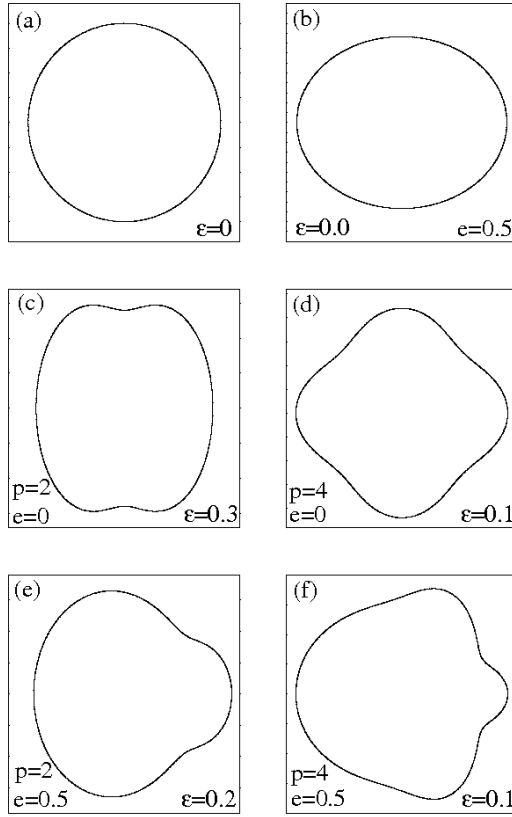 (a)
ε=0
(b)
ε=0.0 e=0.5
(c)
p=2
e=0 ε=0.3
(d)
p=4
e=0 ε=0.1
(e)
p=2
e=0.5 ε=0.2
(f)
p=4
e=0.5 ε=0.1